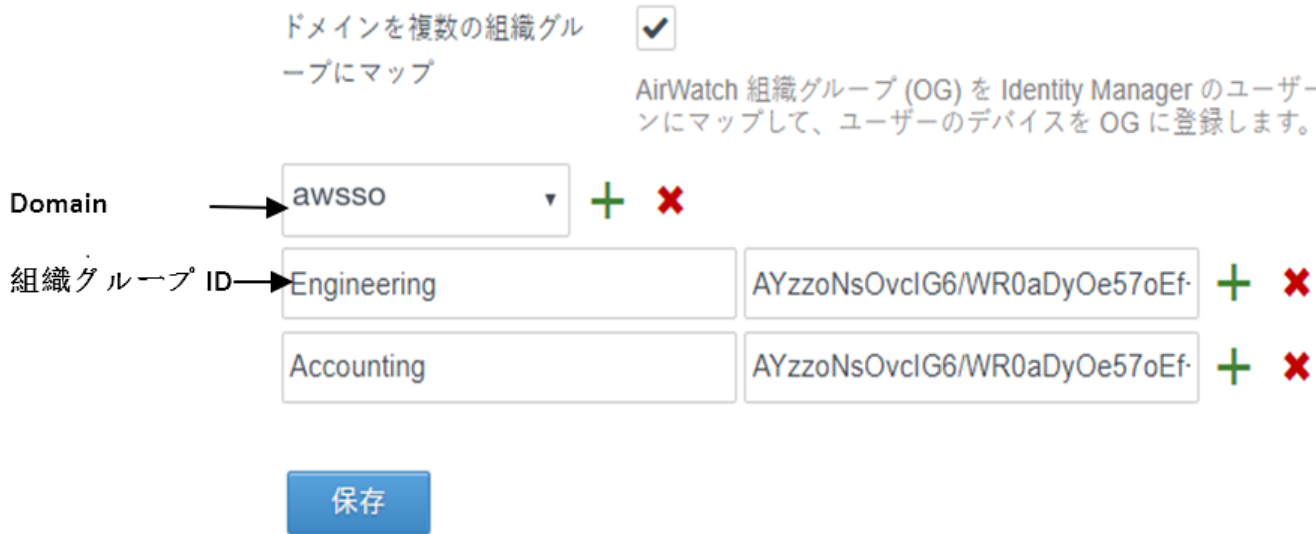 ドメインを複数の組織グル
ープにマップ
AirWatch 組織グループ (OG) を Identity Manager のユーザー
ンにマップして、ユーザーのデバイスを OG に登録します。
Domain
awsso
組織グループ ID
Engineering
AYzzoNsOvcIG6/WR0aDyOe57oEf-
Accounting
AYzzoNsOvcIG6/WR0aDyOe57oEf-
保存